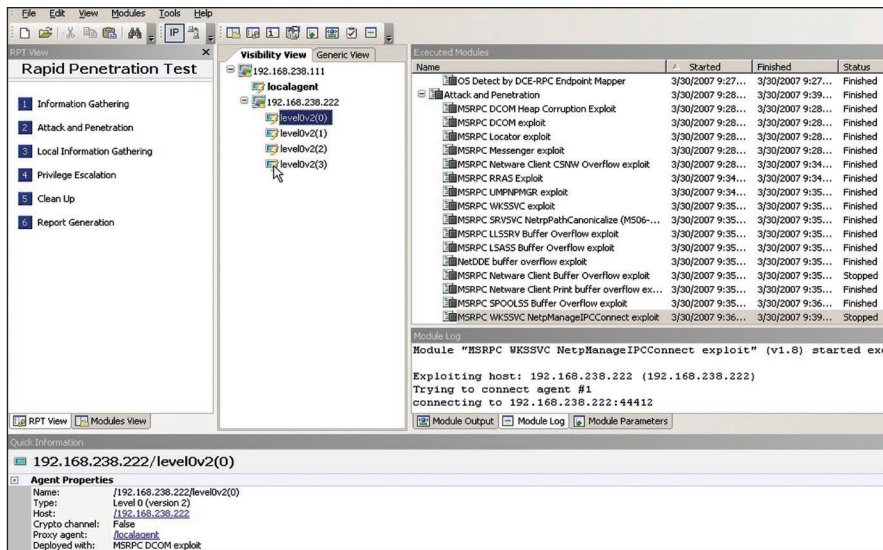 File Edit View Modules Tools Help
IP
RPT View
Rapid Penetration Test
1 Information Gathering
2 Attack and Penetration
3 Local Information Gathering
4 Privilege Escalation
5 Clean Up
6 Report Generation
RPT View Modules View
Visibility View Generic View
192.168.238.111
localagent
192.168.238.222
level0v2(0)
level0v2(1)
level0v2(2)
level0v2(3)
Executed Modules
Name Started Finished Status
OS Detect by DCE-RPC Endpoint Mapper 3/30/2007 9:27... 3/30/2007 9:27... Finished
Attack and Penetration 3/30/2007 9:28... 3/30/2007 9:39... Finished
MSRPC DCOM Heap Corruption Exploit 3/30/2007 9:28... 3/30/2007 9:28... Finished
MSRPC DCOM exploit 3/30/2007 9:28... 3/30/2007 9:28... Finished
MSRPC Locator exploit 3/30/2007 9:28... 3/30/2007 9:28... Finished
MSRPC Messenger exploit 3/30/2007 9:28... 3/30/2007 9:28... Finished
MSRPC Netware Client CSNW Overflow exploit 3/30/2007 9:28... 3/30/2007 9:34... Finished
MSRPC RRAS Exploit 3/30/2007 9:34... 3/30/2007 9:34... Finished
MSRPC UMPNPMGR exploit 3/30/2007 9:34... 3/30/2007 9:35... Finished
MSRPC WKSSVC exploit 3/30/2007 9:35... 3/30/2007 9:35... Finished
MSRPC SRVSVC NetrpPathCanonicalize (MS06-... 3/30/2007 9:35... 3/30/2007 9:35... Finished
MSRPC LLSSRV Buffer Overflow exploit 3/30/2007 9:35... 3/30/2007 9:35... Finished
MSRPC LSASS Buffer Overflow exploit 3/30/2007 9:35... 3/30/2007 9:35... Finished
NetDDE buffer overflow exploit 3/30/2007 9:35... 3/30/2007 9:35... Finished
MSRPC Netware Client Buffer Overflow exploit 3/30/2007 9:35... 3/30/2007 9:35... Stopped
MSRPC Netware Client Print buffer overflow ex... 3/30/2007 9:35... 3/30/2007 9:35... Finished
MSRPC SPOOLSS Buffer Overflow exploit 3/30/2007 9:35... 3/30/2007 9:36... Finished
MSRPC WKSSVC NetpManageIPCConnect exploit 3/30/2007 9:36... 3/30/2007 9:39... Stopped
Module Log
Module "MSRPC WKSSVC NetpManageIPCConnect exploit" (v1.8) started exe
Exploiting host: 192.168.238.222 (192.168.238.222)
Trying to connect agent #1
connecting to 192.168.238.222:44412
Module Output Module Log Module Parameters
Quick Information
192.168.238.222/level0v2(0)
Agent Properties
Name: /192.168.238.222/level0v2(0)
Type: Level 0 (version 2)
Host: /192.168.238.222
Crypto channel: False
Proxy agent: /localagent
Deployed with: MSRPC DCOM exploit